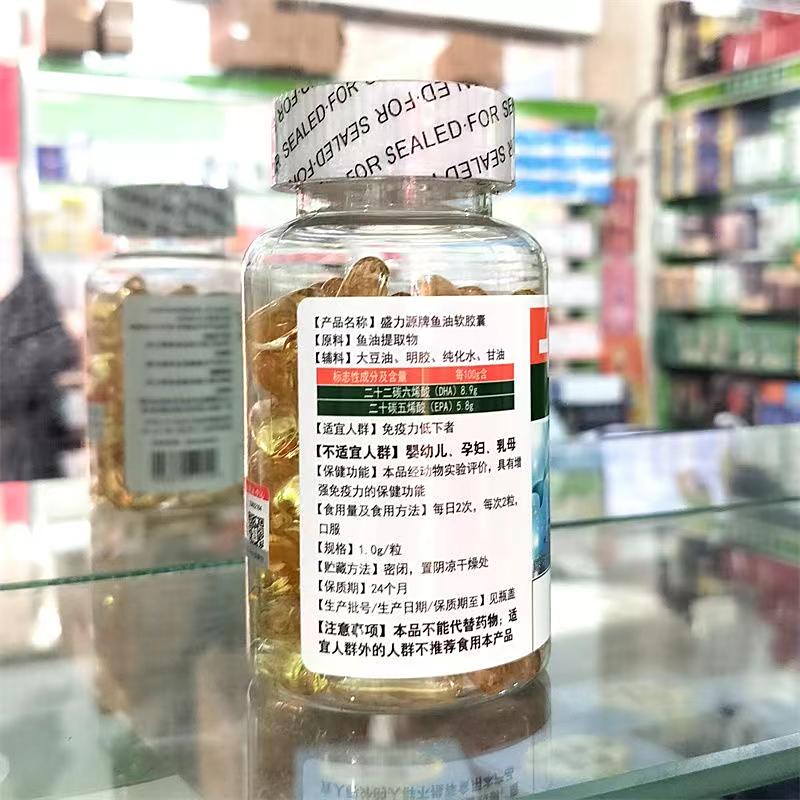 FOR SEALED·FOR SEALED
SEALED·FOR
FOR SEALED·FOR SEALED
【产品名称】盛力源牌鱼油软胶囊
【原料】鱼油提取物
【辅料】大豆油、明胶、纯化水、甘油
标志性成分及含量 每100g含
二十二碳六烯酸（DHA）8.9g
二十碳五烯酸（EPA）5.8g
【适宜人群】免疫力低下者
【不适宜人群】婴幼儿、孕妇、乳母
【保健功能】本品经动物实验评价，具有增
强免疫力的保健功能
【食用量及食用方法】每日2次，每次2粒，
口服
【规格】1.0g/粒
【贮藏方法】密闭，置阴凉干燥处
【保质期】24个月
【生产批号/生产日期/保质期至】见瓶盖
【注意事项】本品不能代替药物；适
宜人群外的人群不推荐食用本产品